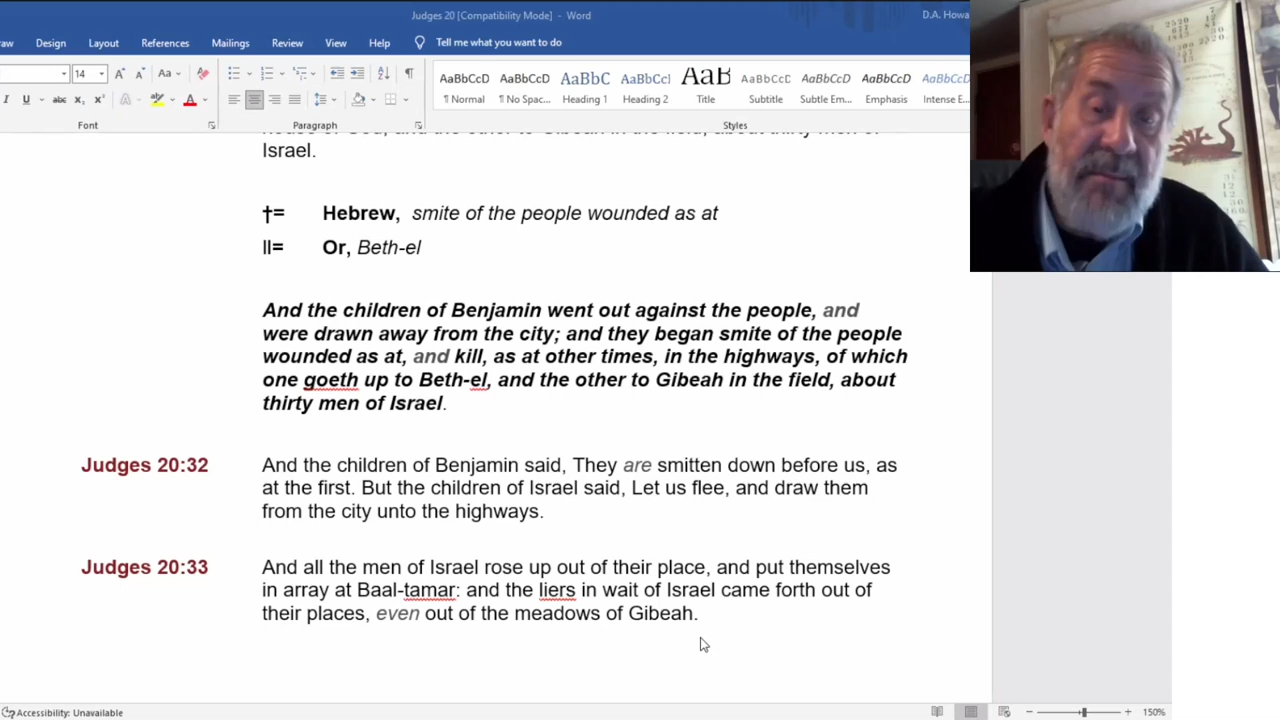 Judges 20 [Compatibility Mode] - Word
D.A. Howa
Design Layout References Mailings Review View Help Tell me what you want to do
14
AaBbCcD AaBbCcD AaBbC AaBbCcl AaB AaBbCcD AaBbCcD AaBbCcD AaBbCcD
¶ Normal ¶ No Spac... Heading 1 Heading 2 Title Subtitle Subtle Em... Emphasis Intense E...
Font Paragraph Styles
Israel.
†= Hebrew, smite of the people wounded as at
||= Or, Beth-el
And the children of Benjamin went out against the people, and
were drawn away from the city; and they began smite of the people
wounded as at, and kill, as at other times, in the highways, of which
one goeth up to Beth-el, and the other to Gibeah in the field, about
thirty men of Israel.
Judges 20:32 And the children of Benjamin said, They are smitten down before us, as
at the first. But the children of Israel said, Let us flee, and draw them
from the city unto the highways.
Judges 20:33 And all the men of Israel rose up out of their place, and put themselves
in array at Baal-tamar: and the liers in wait of Israel came forth out of
their places, even out of the meadows of Gibeah.
Accessibility: Unavailable
150%